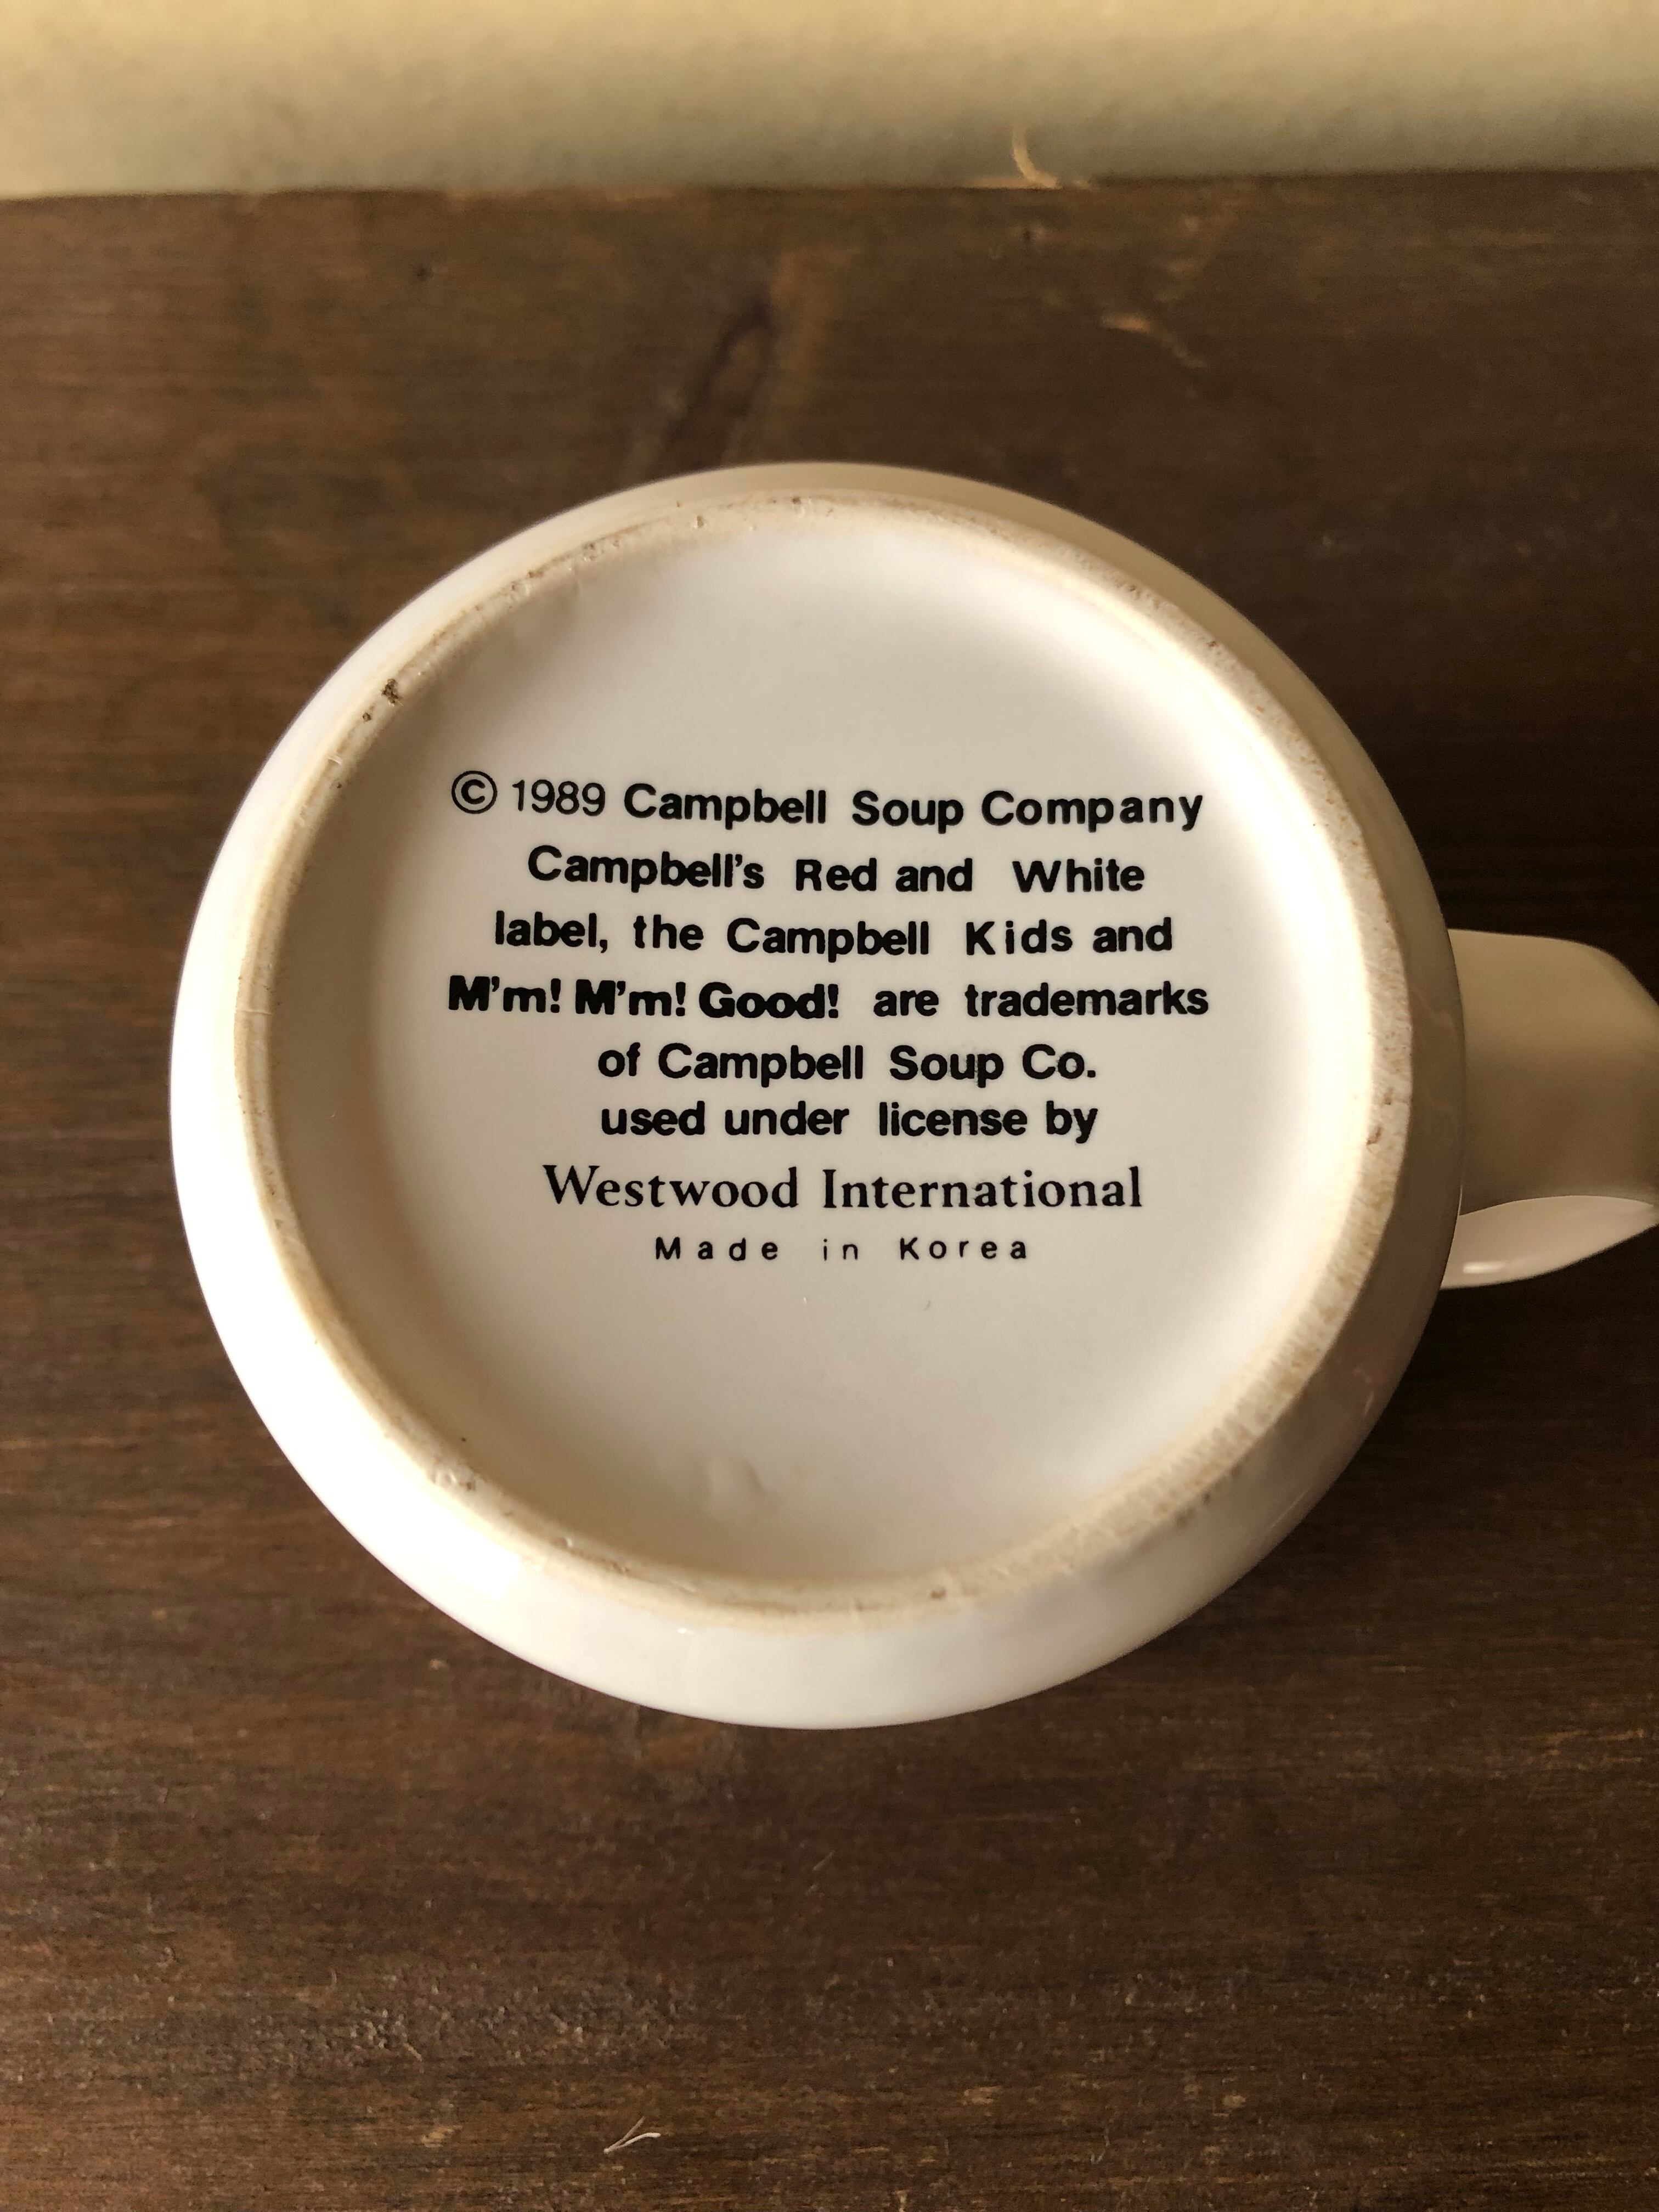 © 1989 Campbell Soup Company
Campbell's Red and White
label, the Campbell Kids and
M'm! M'm! Good! are trademarks
of Campbell Soup Co.
used under license by
Westwood International
Made in Korea